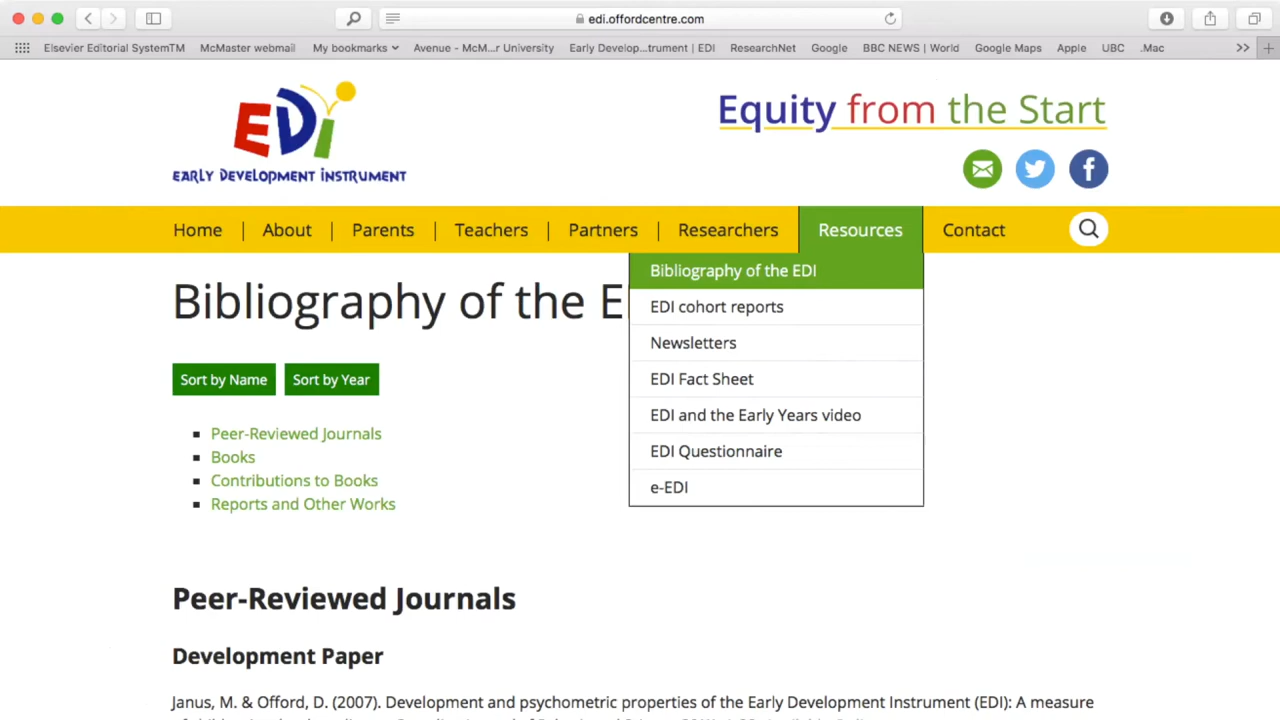 edi.offordcentre.com
Elsevier Editorial SystemTM McMaster webmail My bookmarks Avenue - McM...r University Early Develop...trument | EDI ResearchNet Google BBC NEWS | World Google Maps Apple UBC .Mac
EDI
EARLY DEVELOPMENT INSTRUMENT
Equity from the Start
Home | About | Parents | Teachers | Partners | Researchers Resources Contact
Bibliography of the E
Bibliography of the EDI
EDI cohort reports
Newsletters
EDI Fact Sheet
EDI and the Early Years video
EDI Questionnaire
e-EDI
Sort by Name Sort by Year
Peer-Reviewed Journals
Books
Contributions to Books
Reports and Other Works
Peer-Reviewed Journals
Development Paper
Janus, M. & Offord, D. (2007). Development and psychometric properties of the Early Development Instrument (EDI): A measure